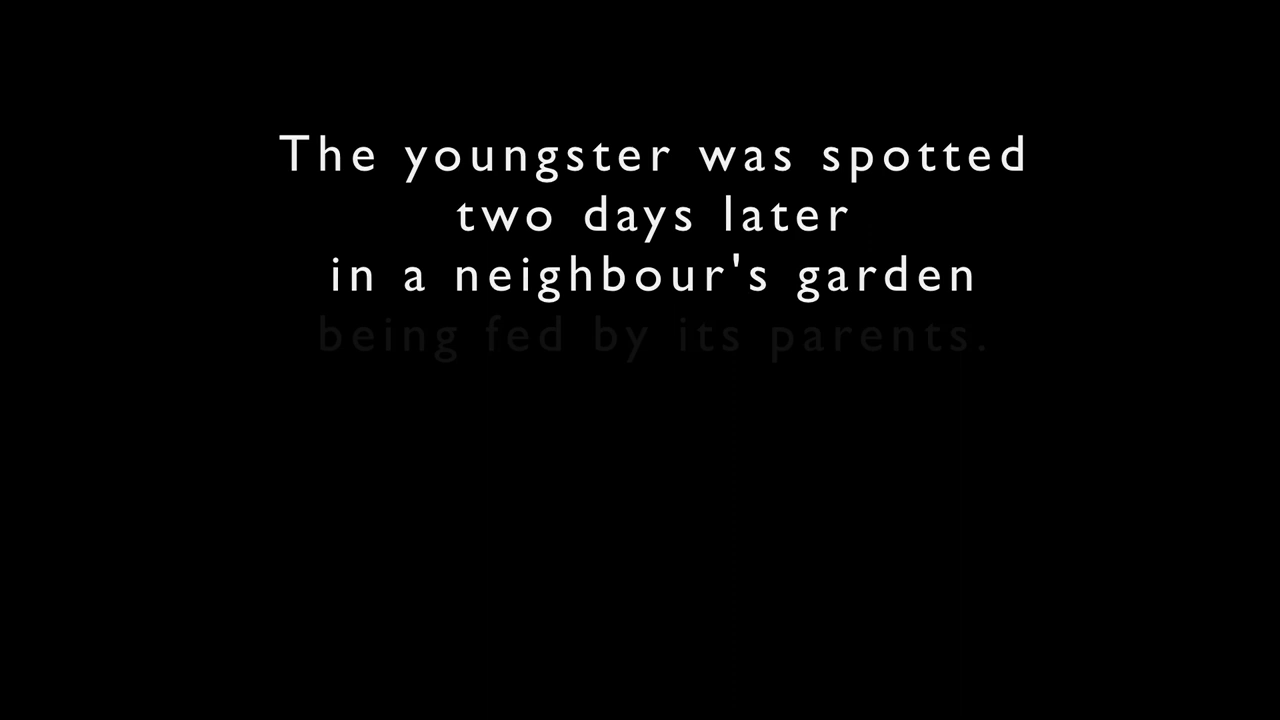 The youngster was spotted
two days later
in a neighbour's garden
being fed by its parents.